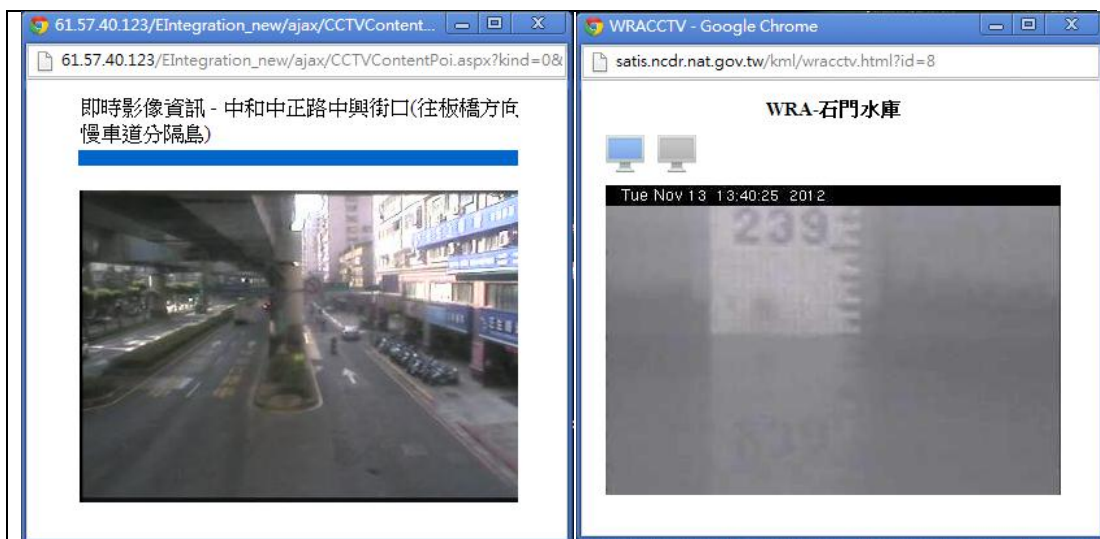 61.57.40.123/EIntegration_new/ajax/CCTVContent...
61.57.40.123/EIntegration_new/ajax/CCTVContentPoi.aspx?kind=0&
即時影像資訊 - 中和中正路中興街口(往板橋方向
慢車道分隔島)
WRACCTV - Google Chrome
satis.ncdr.nat.gov.tw/kml/wracctv.html?id=8
WRA-石門水庫
Tue Nov 13 13:40:25 2012
239